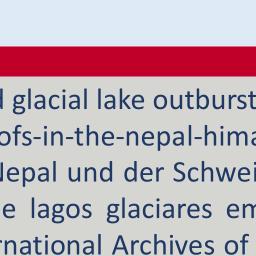 d glacial lake outburst
ofs-in-the-nepal-hima
Nepal und der Schwei
e lagos glaciares em
rnational Archives of